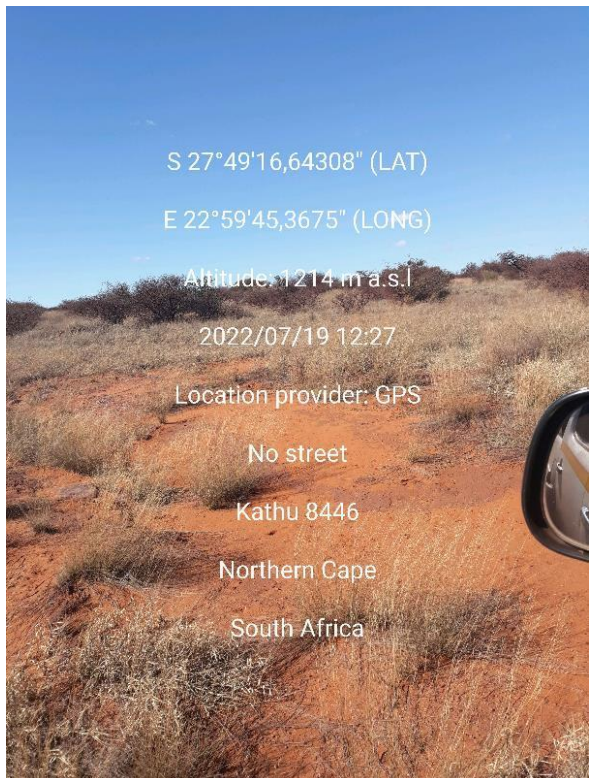 S 27°49'16,64308" (LAT)
E 22°59'45,3675" (LONG)
Altitude: 1214 m a.s.l
2022/07/19 12:27
Location provider: GPS
No street
Kathu 8446
Northern Cape
South Africa